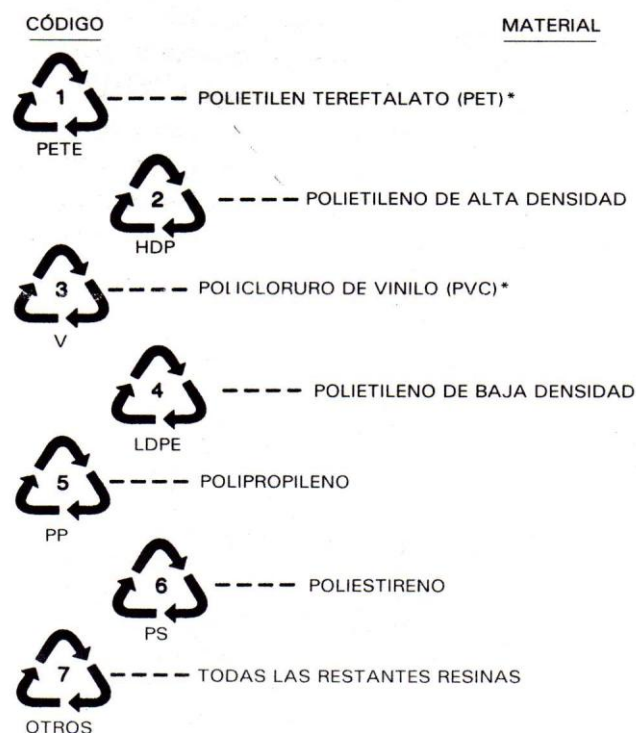 CÓDIGO MATERIAL
1 POLIETILEN TEREFTALATO (PET)*
PETE
2 POLIETILENO DE ALTA DENSIDAD
HDP
3 POLICLORURO DE VINILO (PVC)*
V
4 POLIETILENO DE BAJA DENSIDAD
LDPE
5 POLIPROPILENO
PP
6 POLIESTIRENO
PS
7 TODAS LAS RESTANTES RESINAS
OTROS